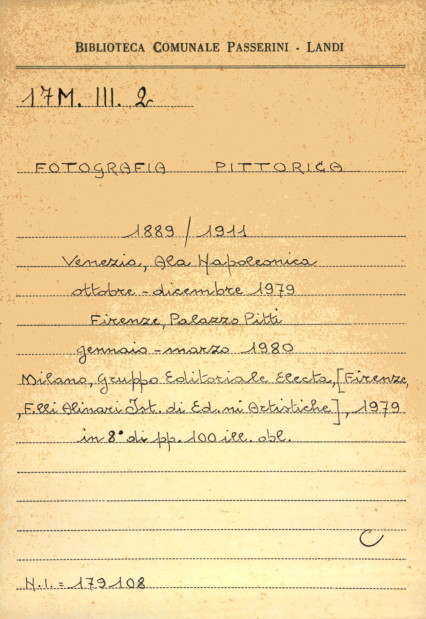 BIBLIOTECA COMUNALE PASSERINI - LANDI
17M. III. 2
FOTOGRAFIA PITTORICA
1889 / 1911
Venezia, Ala Napoleonica
ottobre - dicembre 1979
Firenze, Palazzo Pitti
gennaio - marzo 1980
Milano, Gruppo Editoriale Electa, [Firenze,
F.lli Alinari Ist. di Ed.ni Artistiche], 1979
in 8° di pp. 100 ill. obl.
C
N.I. = 179108